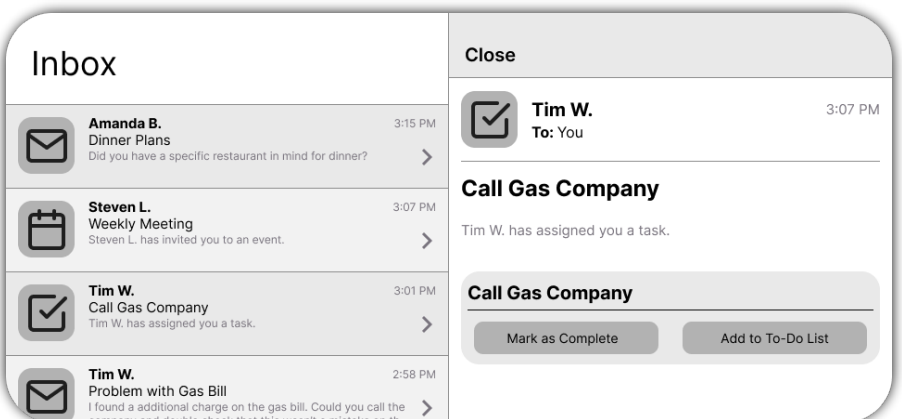 Inbox
Amanda B.
3:15 PM
Dinner Plans
Did you have a specific restaurant in mind for dinner?
Steven L.
3:07 PM
Weekly Meeting
Steven L. has invited you to an event.
Tim W.
3:01 PM
Call Gas Company
Tim W. has assigned you a task.
Tim W.
2:58 PM
Problem with Gas Bill
I found a additional charge on the gas bill. Could you call the
Close
Tim W.
3:07 PM
To: You
Call Gas Company
Tim W. has assigned you a task.
Call Gas Company
Mark as Complete
Add to To-Do List